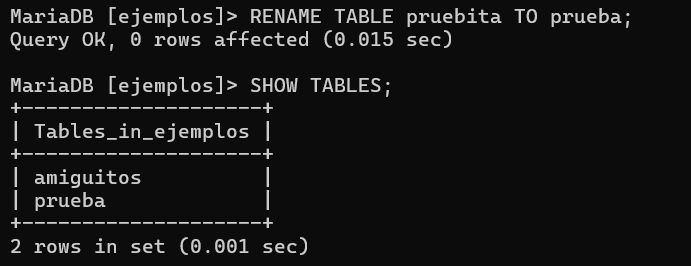 MariaDB [ejemplos]> RENAME TABLE pruebita TO prueba;
Query OK, 0 rows affected (0.015 sec)
MariaDB [ejemplos]> SHOW TABLES;
+--------------------+
| Tables_in_ejemplos |
+--------------------+
| amiguitos          |
| prueba             |
+--------------------+
2 rows in set (0.001 sec)